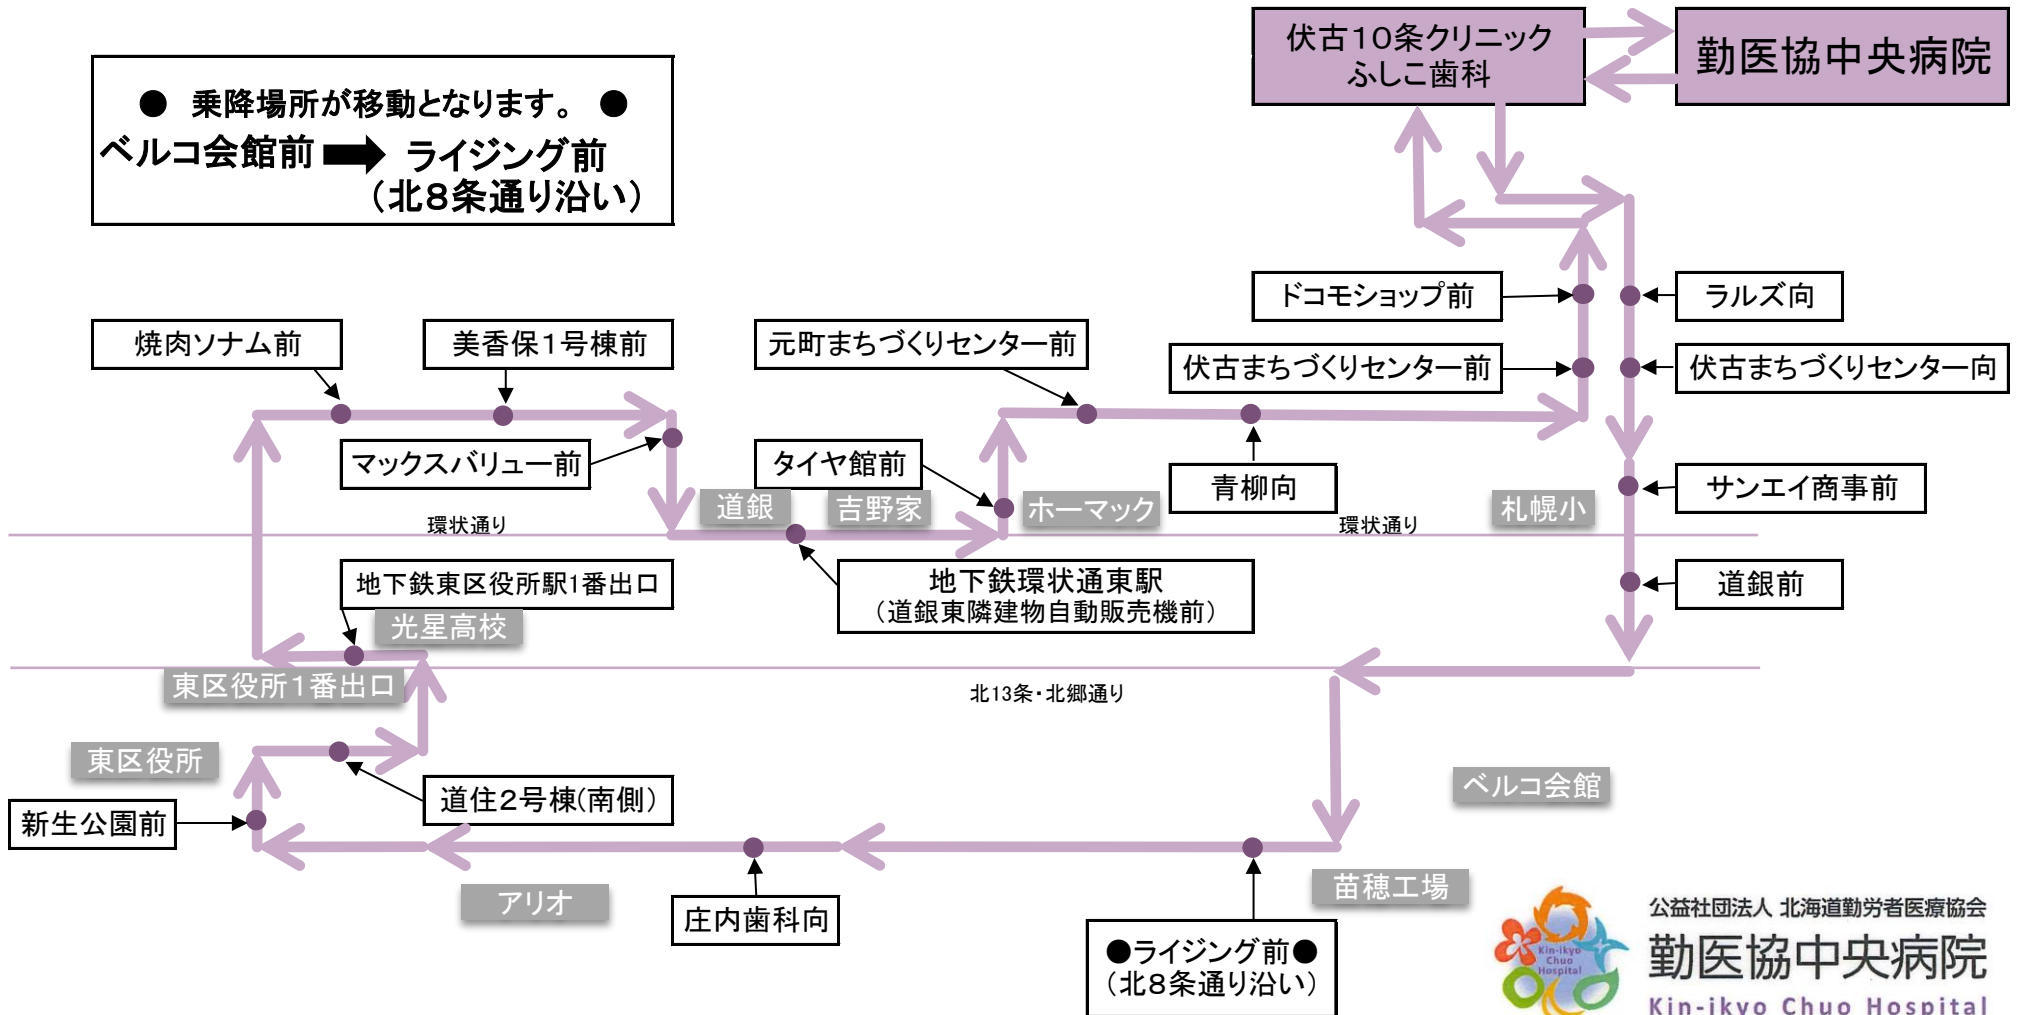 伏古１０条クリニック
ふしこ歯科
勤医協中央病院
● 乗降場所が移動となります。 ●
ベルコ会館前 ➡ ライジング前
（北８条通り沿い）
ドコモショップ前
ラルズ向
焼肉ソナム前
美香保１号棟前
元町まちづくりセンター前
伏古まちづくりセンター前
伏古まちづくりセンター向
マックスバリュー前
タイヤ館前
青柳向
サンエイ商事前
道銀
吉野家
ホーマック
札幌小
環状通り
環状通り
地下鉄東区役所駅1番出口
地下鉄環状通東駅
（道銀東隣建物自動販売機前）
道銀前
光星高校
東区役所１番出口
北13条・北郷通り
東区役所
道住２号棟(南側)
ベルコ会館
新生公園前
アリオ
庄内歯科向
苗穂工場
●ライジング前●
（北８条通り沿い）
公益社団法人 北海道勤労者医療協会
勤医協中央病院
Kin-ikyo Chuo Hospital
Kin-ikyo
Chuo
Hospital